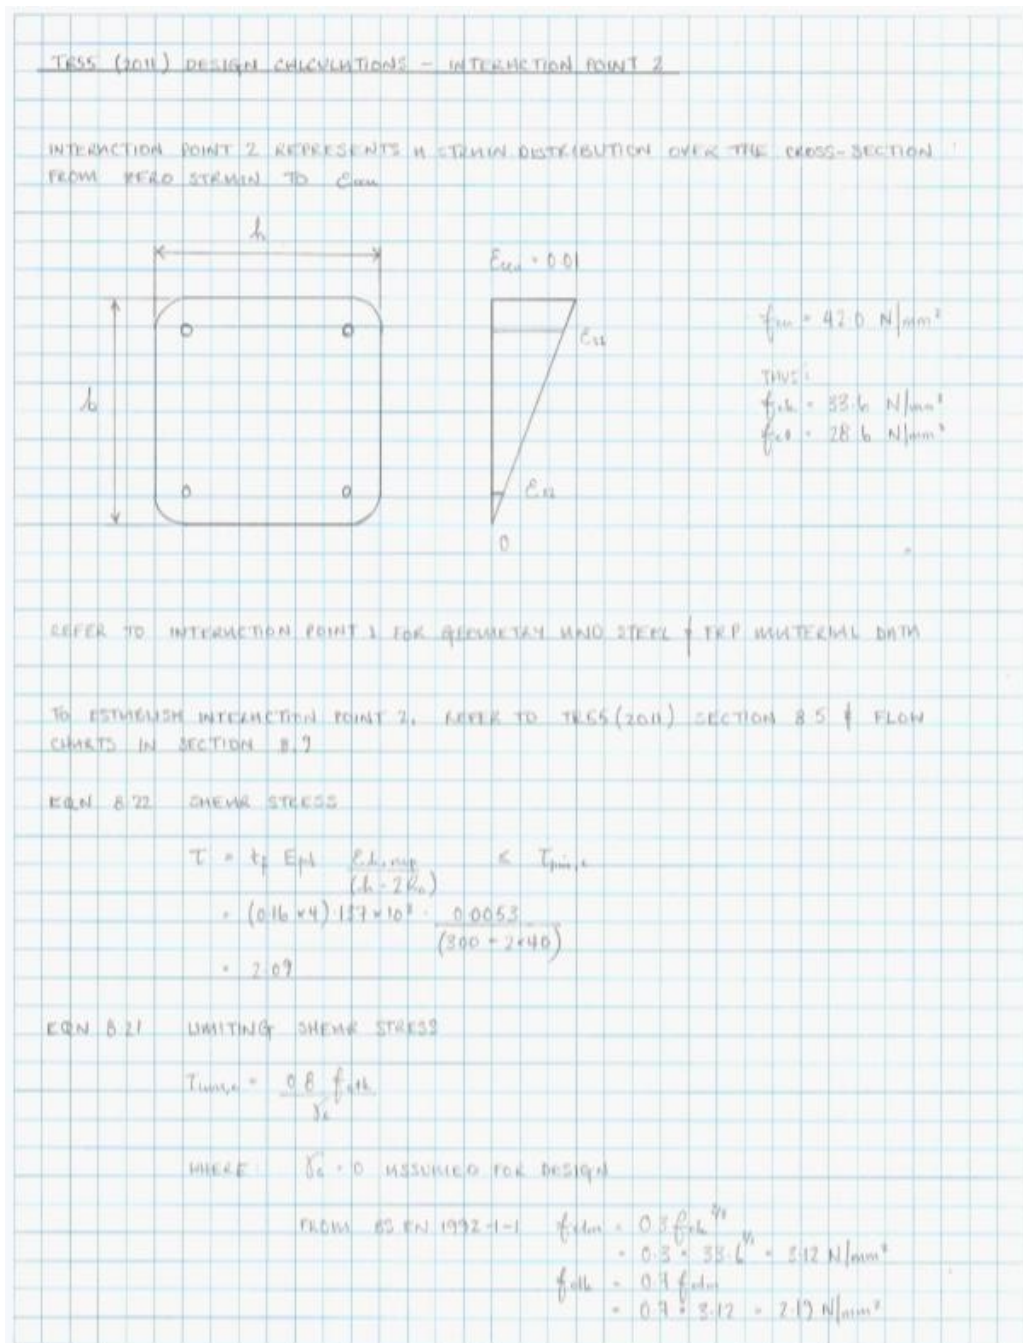 TR55 (2011) DESIGN CALCULATIONS - INTERACTION POINT 2
INTERACTION POINT 2 REPRESENTS A STRAIN DISTRIBUTION OVER THE CROSS-SECTION
FROM ZERO STRAIN TO εccu
h
εccu = 0.01
b
εs1
εs2
0
= 42.0 N/mm²
THUS:
fck = 33.6 N/mm²
fc0 = 28.6 N/mm²
REFER TO INTERACTION POINT 1 FOR GEOMETRY AND STEEL & FRP MATERIAL DATA
TO ESTABLISH INTERACTION POINT 2, REFER TO TR55 (2011) SECTION 8.5 & FLOW
CHARTS IN SECTION 8.9
EQN 8.22 SHEAR STRESS
τ = tf Efd εh,rup / (h - 2Rc) ≤ τlim,c
= (0.16 × 4) · 137 × 10³ · 0.0053 / (300 - 2×40)
= 2.09
EQN 8.21 LIMITING SHEAR STRESS
τlim,c = 0.8 / γc fctk
WHERE: γc = 0 ASSUMED FOR DESIGN
FROM BS EN 1992-1-1 fctm = 0.3 fck^2/3
= 0.3 × 33.6^2/3 = 3.12 N/mm²
fctk = 0.7 fctm
= 0.7 × 3.12 = 2.19 N/mm²